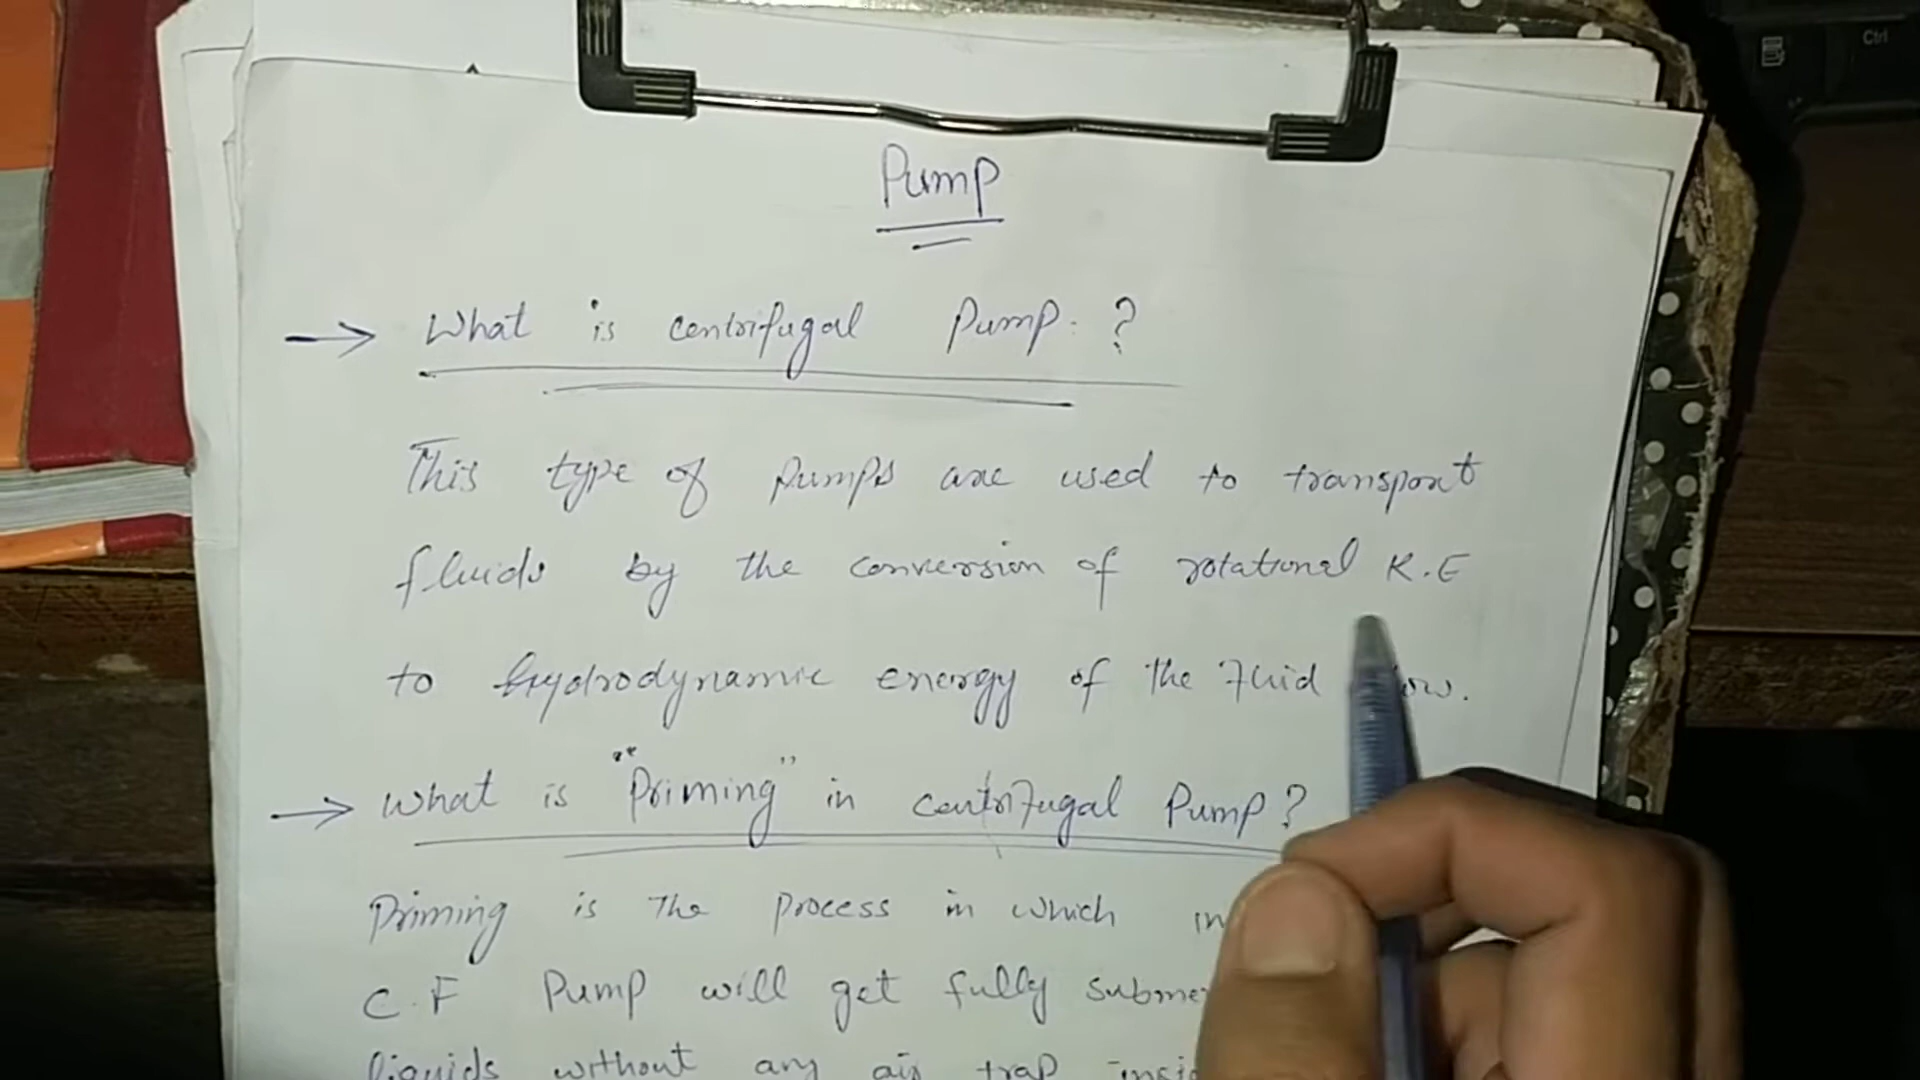 Ctrl
Pump
What is centrifugal Pump. ?
This type of Pumps are used to transport
fluids by the conversion of rotational K.E
to hydrodynamic energy of the fluid
What is "Priming" in centrifugal Pump?
Priming is the process in which
C.F Pump will get fully
liquids without any air trap